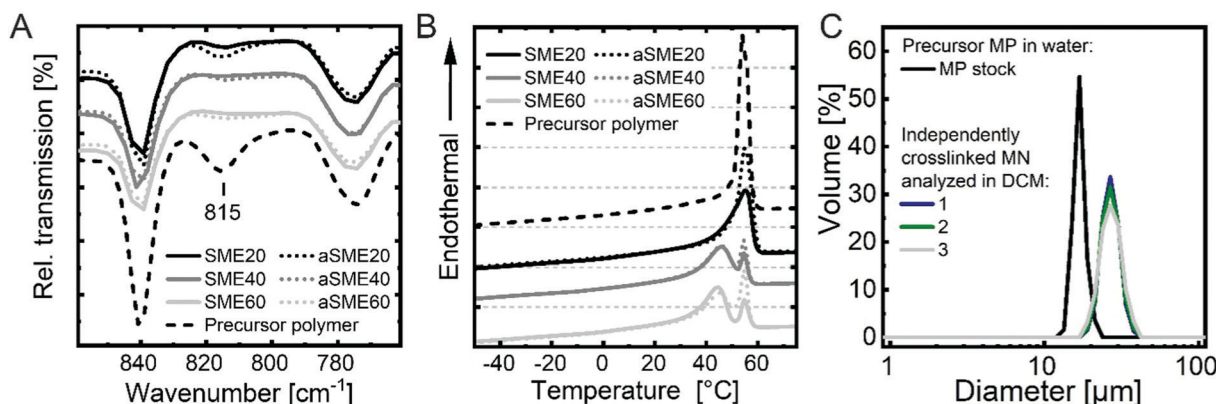 A
Rel. transmission [%]
815
SME20 aSME20
SME40 aSME40
SME60 aSME60
Precursor polymer
840 820 800 780
Wavenumber [cm-1]
B
Endothermal
SME20 aSME20
SME40 aSME40
SME60 aSME60
Precursor polymer
-40 -20 0 20 40 60
Temperature [°C]
C
Volume [%]
60
50
40
30
20
10
0
Precursor MP in water:
MP stock
Independently
crosslinked MN
analyzed in DCM:
1
2
3
1 10 100
Diameter [µm]